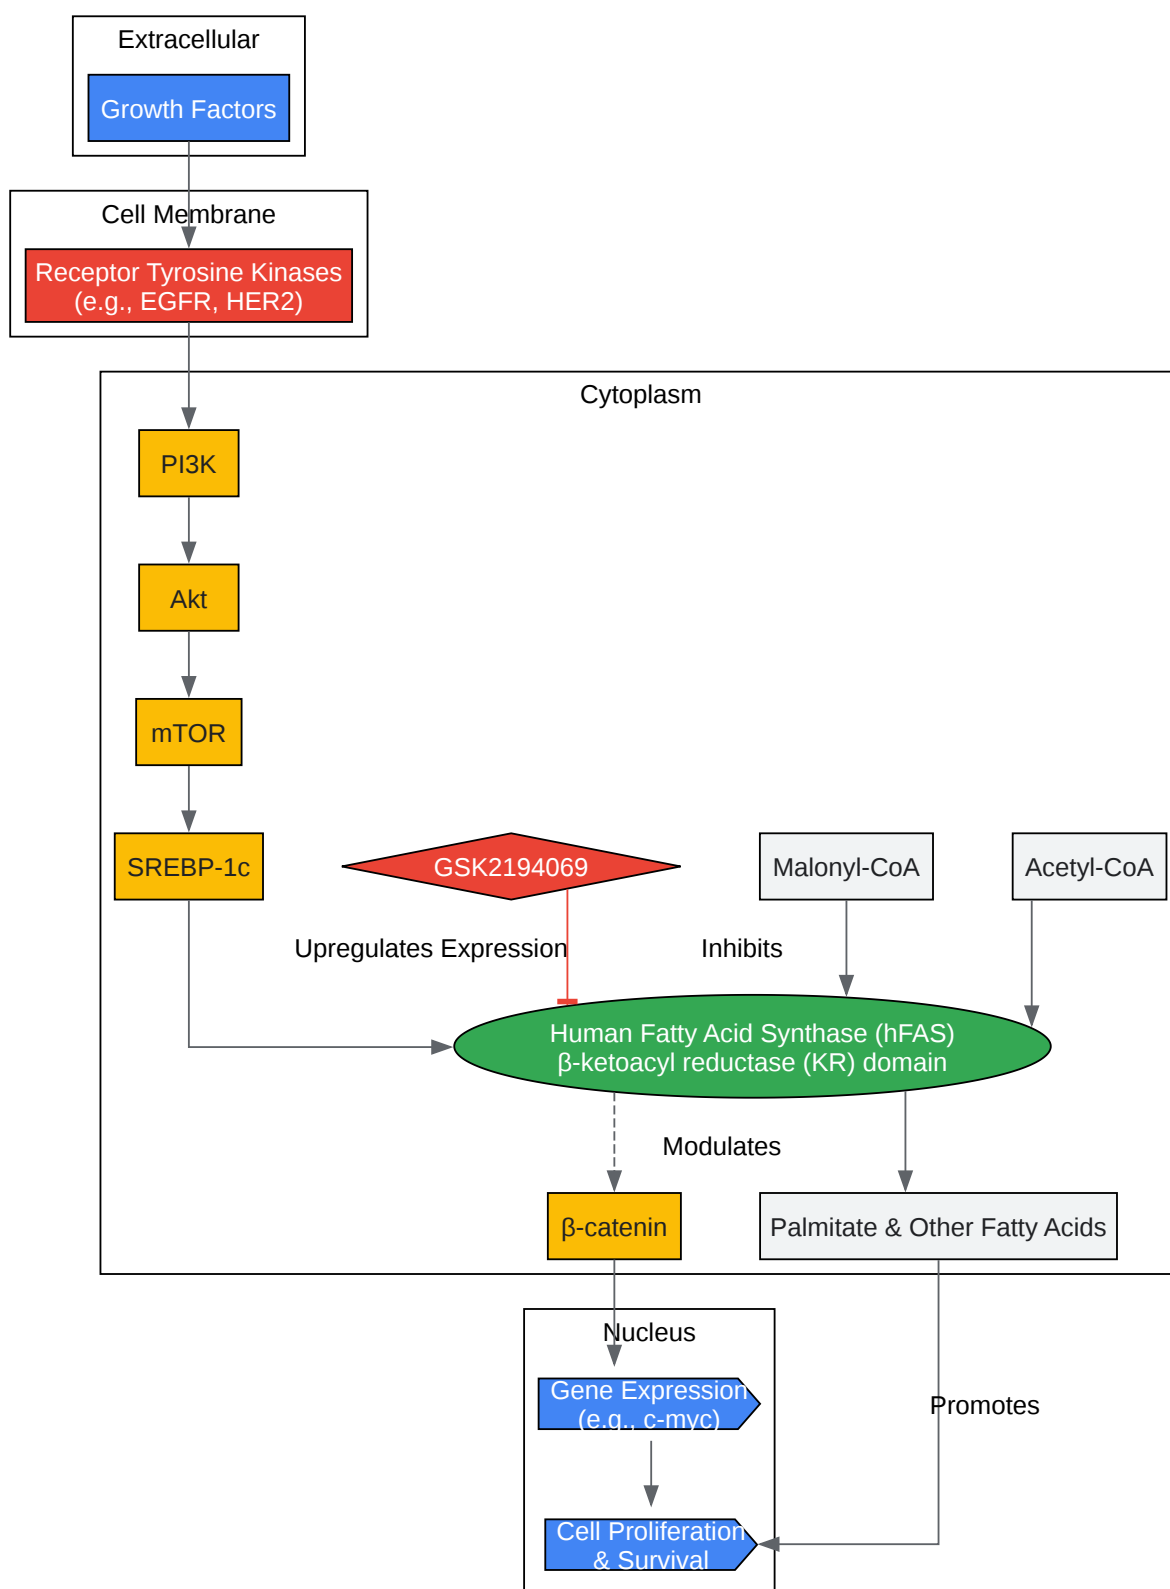 Extracellular
Growth Factors
Cell Membrane
Receptor Tyrosine Kinases
(e.g., EGFR, HER2)
Cytoplasm
PI3K
Akt
mTOR
SREBP-1c
GSK2194069
Malonyl-CoA
Acetyl-CoA
Upregulates Expression
Inhibits
Human Fatty Acid Synthase (hFAS)
β-ketoacyl reductase (KR) domain
Modulates
β-catenin
Palmitate & Other Fatty Acids
Nucleus
Gene Expression
(e.g., c-myc)
Promotes
Cell Proliferation
& Survival